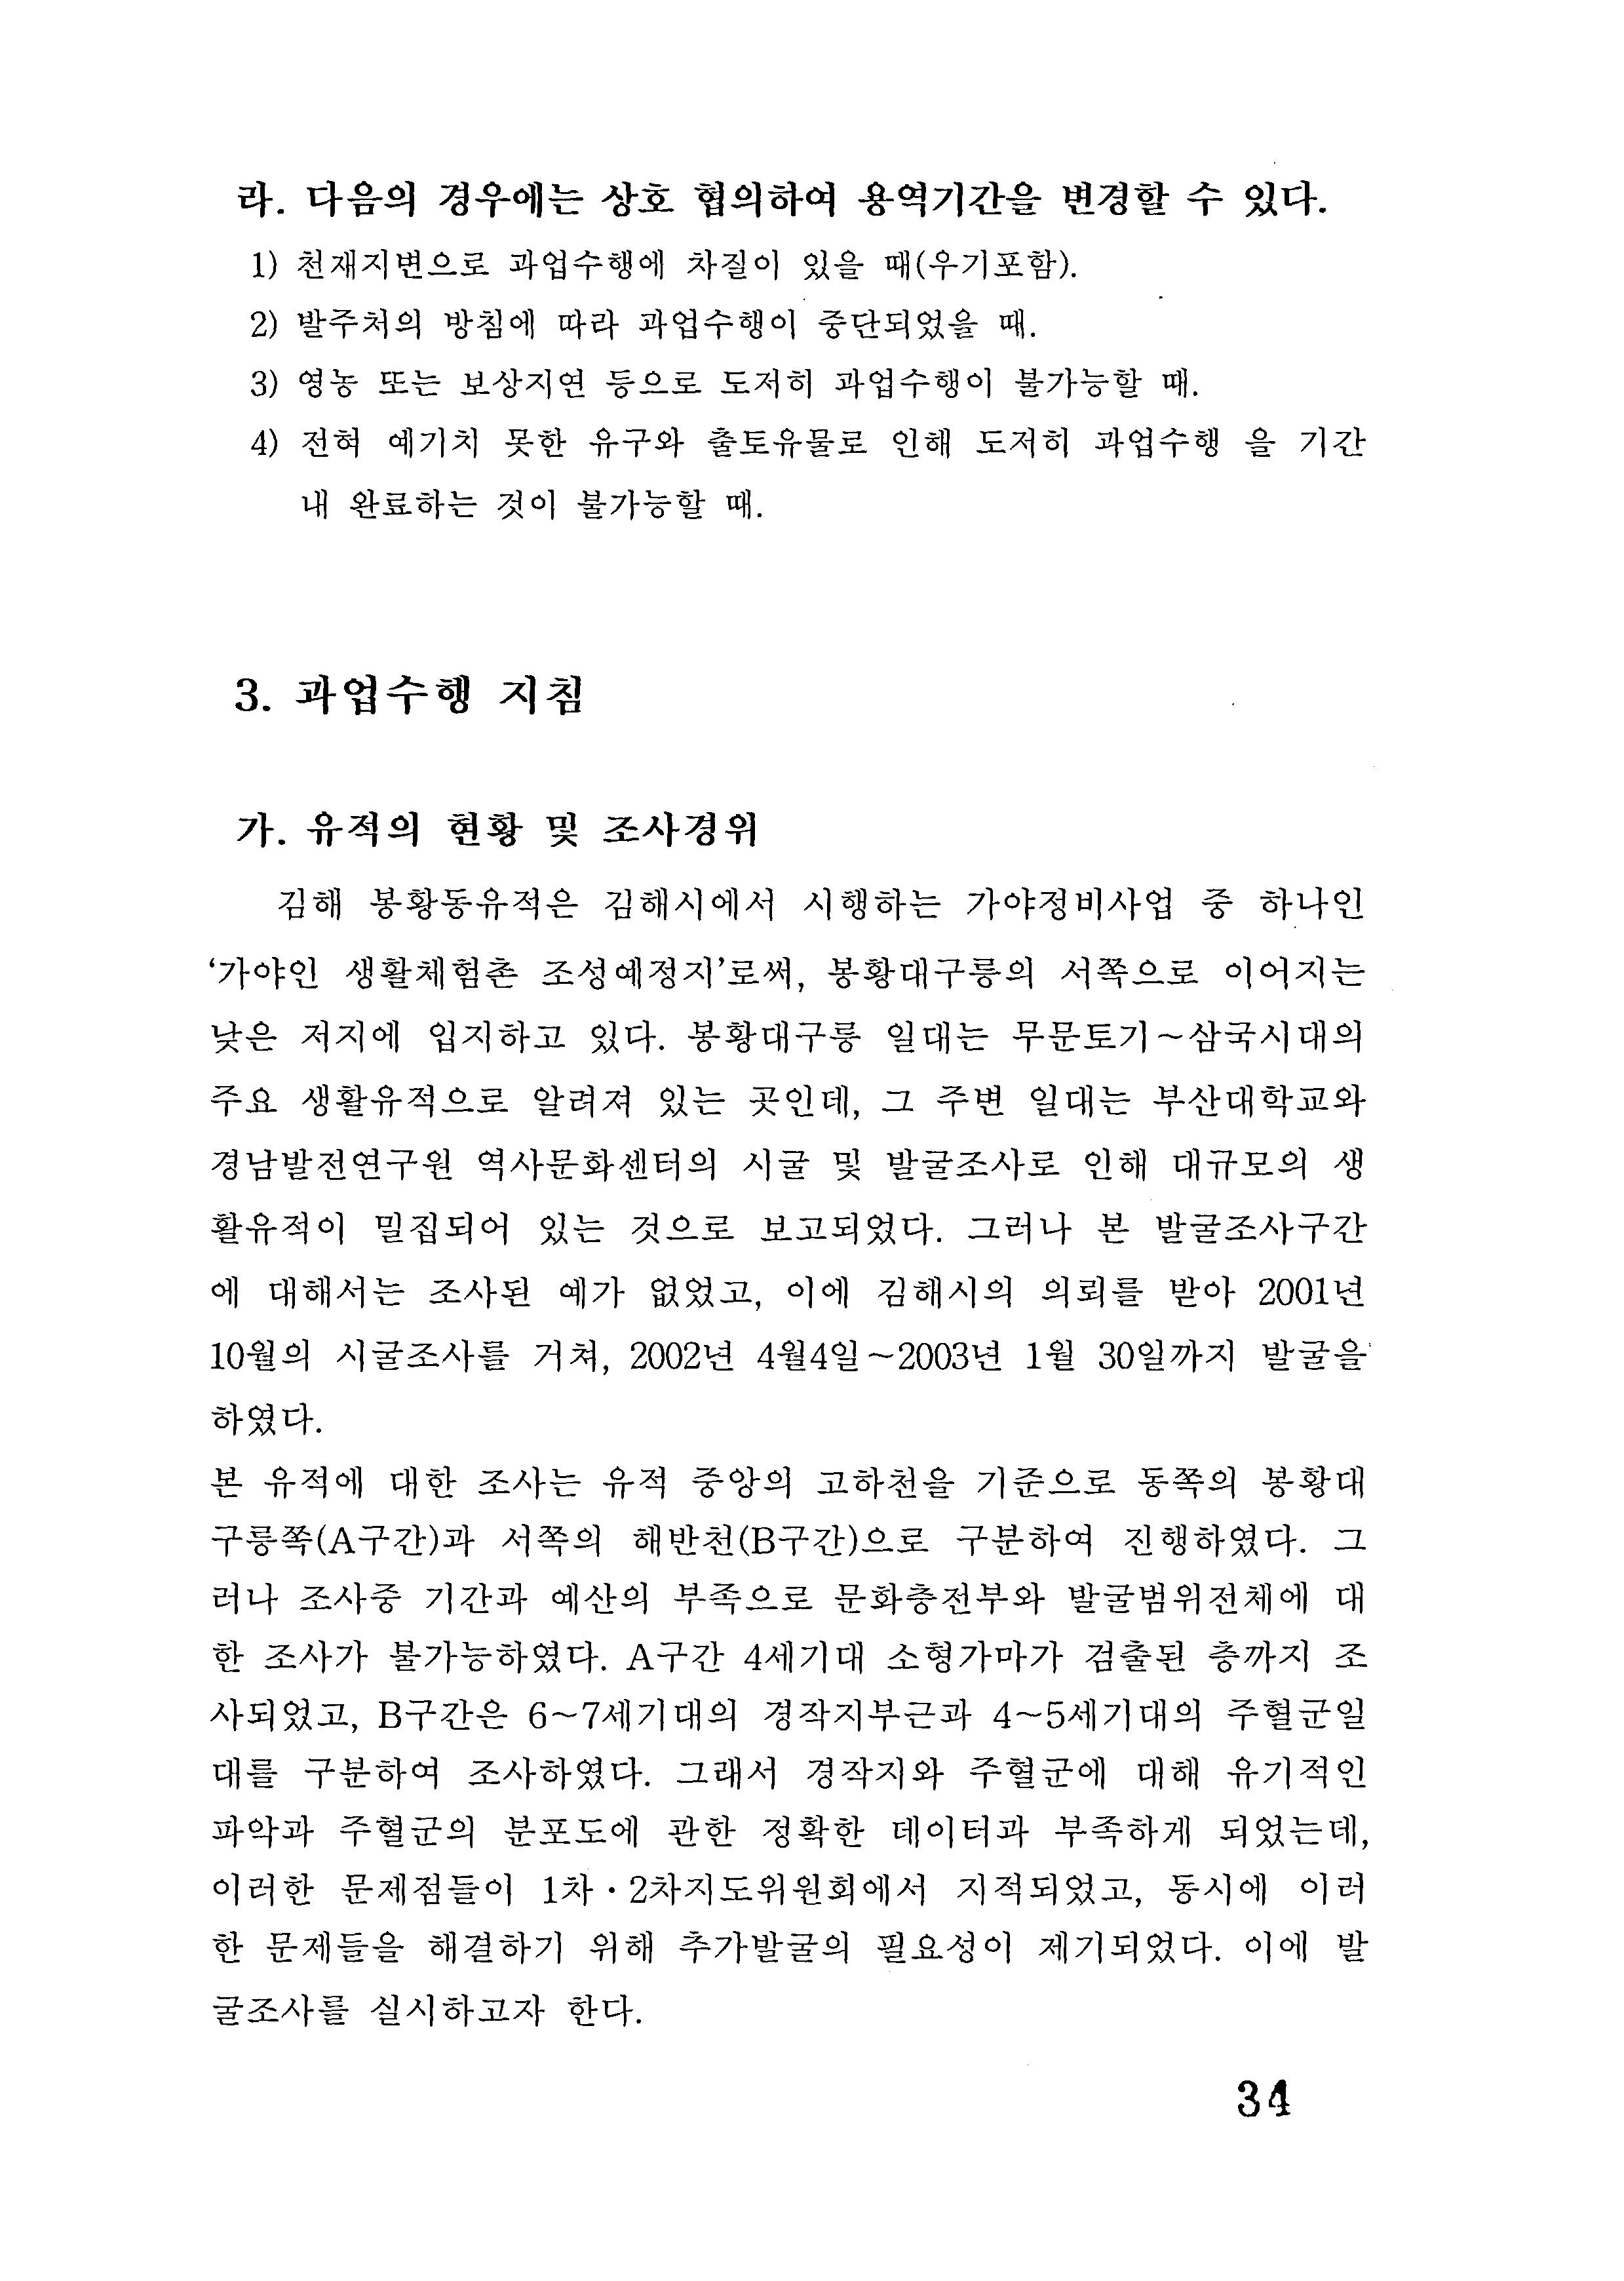 라. 다음의 경우에는 상호 협의하여 용역기간을 변경할 수 있다.
1) 천재지변으로 과업수행에 차질이 있을 때(우기포함).
2) 발주처의 방침에 따라 과업수행이 중단되었을 때.
3) 영농 또는 보상지연 등으로 도저히 과업수행이 불가능할 때.
4) 전혀 예기치 못한 유구와 출토유물로 인해 도저히 과업수행 을 기간
내 완료하는 것이 불가능할 때.
3. 과업수행 지침
가. 유적의 현황 및 조사경위
김해 봉황동유적은 김해시에서 시행하는 가야정비사업 중 하나인
‘가야인 생활체험촌 조성예정지’로써, 봉황대구릉의 서쪽으로 이어지는
낮은 저지에 입지하고 있다. 봉황대구릉 일대는 무문토기~삼국시대의
주요 생활유적으로 알려져 있는 곳인데, 그 주변 일대는 부산대학교와
경남발전연구원 역사문화센터의 시굴 및 발굴조사로 인해 대규모의 생
활유적이 밀집되어 있는 것으로 보고되었다. 그러나 본 발굴조사구간
에 대해서는 조사된 예가 없었고, 이에 김해시의 의뢰를 받아 2001년
10월의 시굴조사를 거쳐, 2002년 4월4일~2003년 1월 30일까지 발굴을
하였다.
본 유적에 대한 조사는 유적 중앙의 고하천을 기준으로 동쪽의 봉황대
구릉쪽(A구간)과 서쪽의 해반천(B구간)으로 구분하여 진행하였다. 그
러나 조사중 기간과 예산의 부족으로 문화층전부와 발굴범위전체에 대
한 조사가 불가능하였다. A구간 4세기대 소형가마가 검출된 층까지 조
사되었고, B구간은 6~7세기대의 경작지부근과 4~5세기대의 주혈군일
대를 구분하여 조사하였다. 그래서 경작지와 주혈군에 대해 유기적인
파악과 주혈군의 분포도에 관한 정확한 데이터과 부족하게 되었는데,
이러한 문제점들이 1차·2차지도위원회에서 지적되었고, 동시에 이러
한 문제들을 해결하기 위해 추가발굴의 필요성이 제기되었다. 이에 발
굴조사를 실시하고자 한다.
34